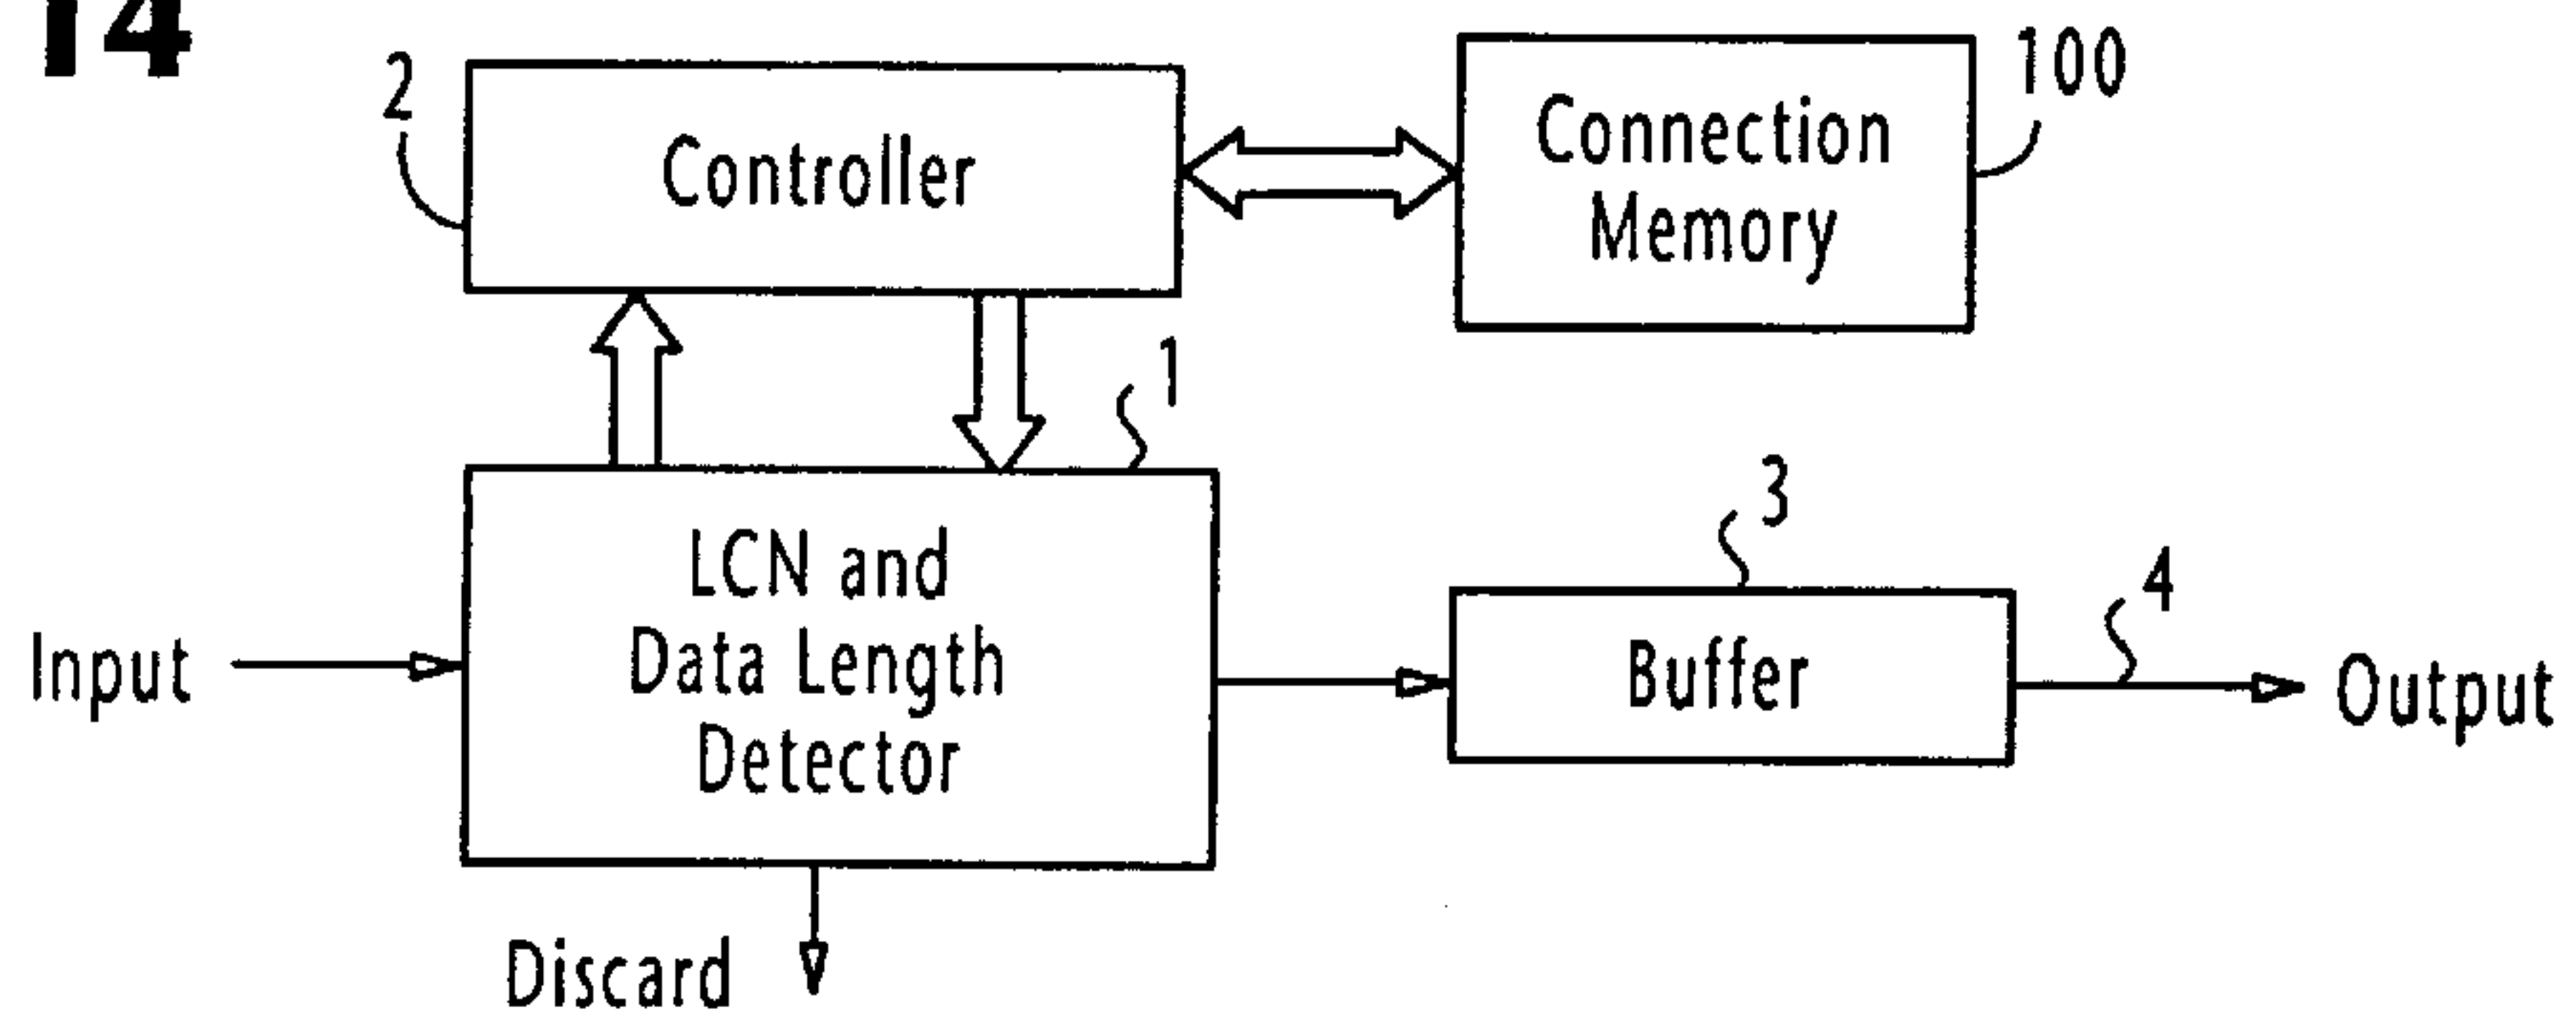 14
2
Controller
Connection
Memory
100
1
LCN and
Data Length
Detector
3
Buffer
4
Input
Output
Discard